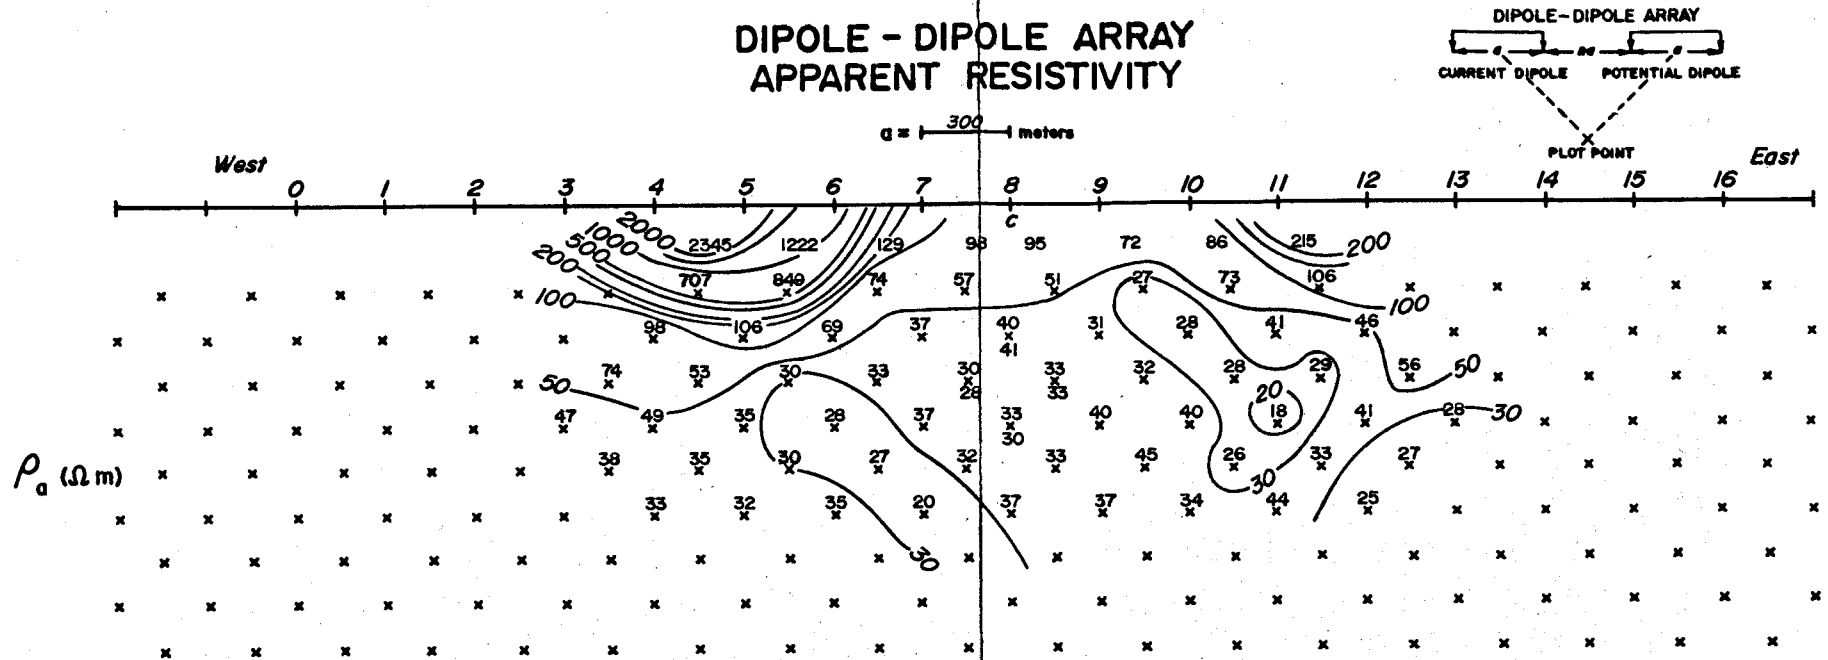 DIPOLE - DIPOLE ARRAY
APPARENT RESISTIVITY
DIPOLE-DIPOLE ARRAY
a na a
CURRENT DIPOLE POTENTIAL DIPOLE
PLOT POINT
a = 300 meters
West East
0 1 2 3 4 5 6 7 8 9 10 11 12 13 14 15 16
c
2000 1000 500 200 2345 1222 129 98 95 72 86 215 200
707 849 74 57 51 27 73 106
100 100
98 106 69 37 40 31 28 41 46
41
74 53 30 33 30 33 32 28 29 56 50
50 28 33 20
47 49 35 28 37 33 40 40 18 41 28 30
30
38 35 30 27 32 33 45 26 33 27
ρa (Ωm)
30
33 32 35 20 37 37 34 44 25
30